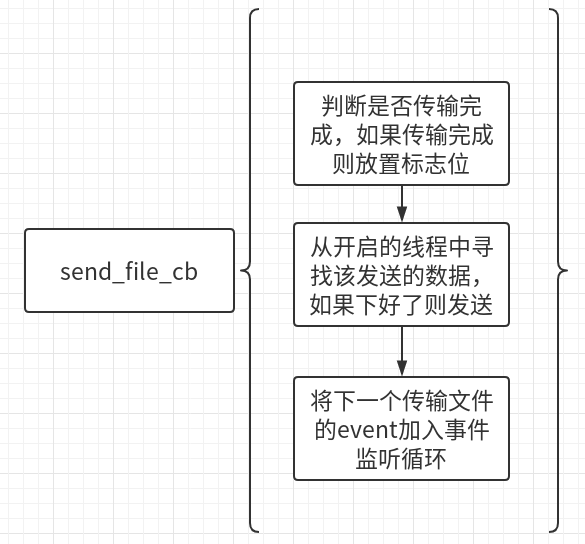 send_file_cb
判断是否传输完
成，如果传输完成
则放置标志位
从开启的线程中寻
找该发送的数据，
如果下好了则发送
将下一个传输文件
的event加入事件
监听循环